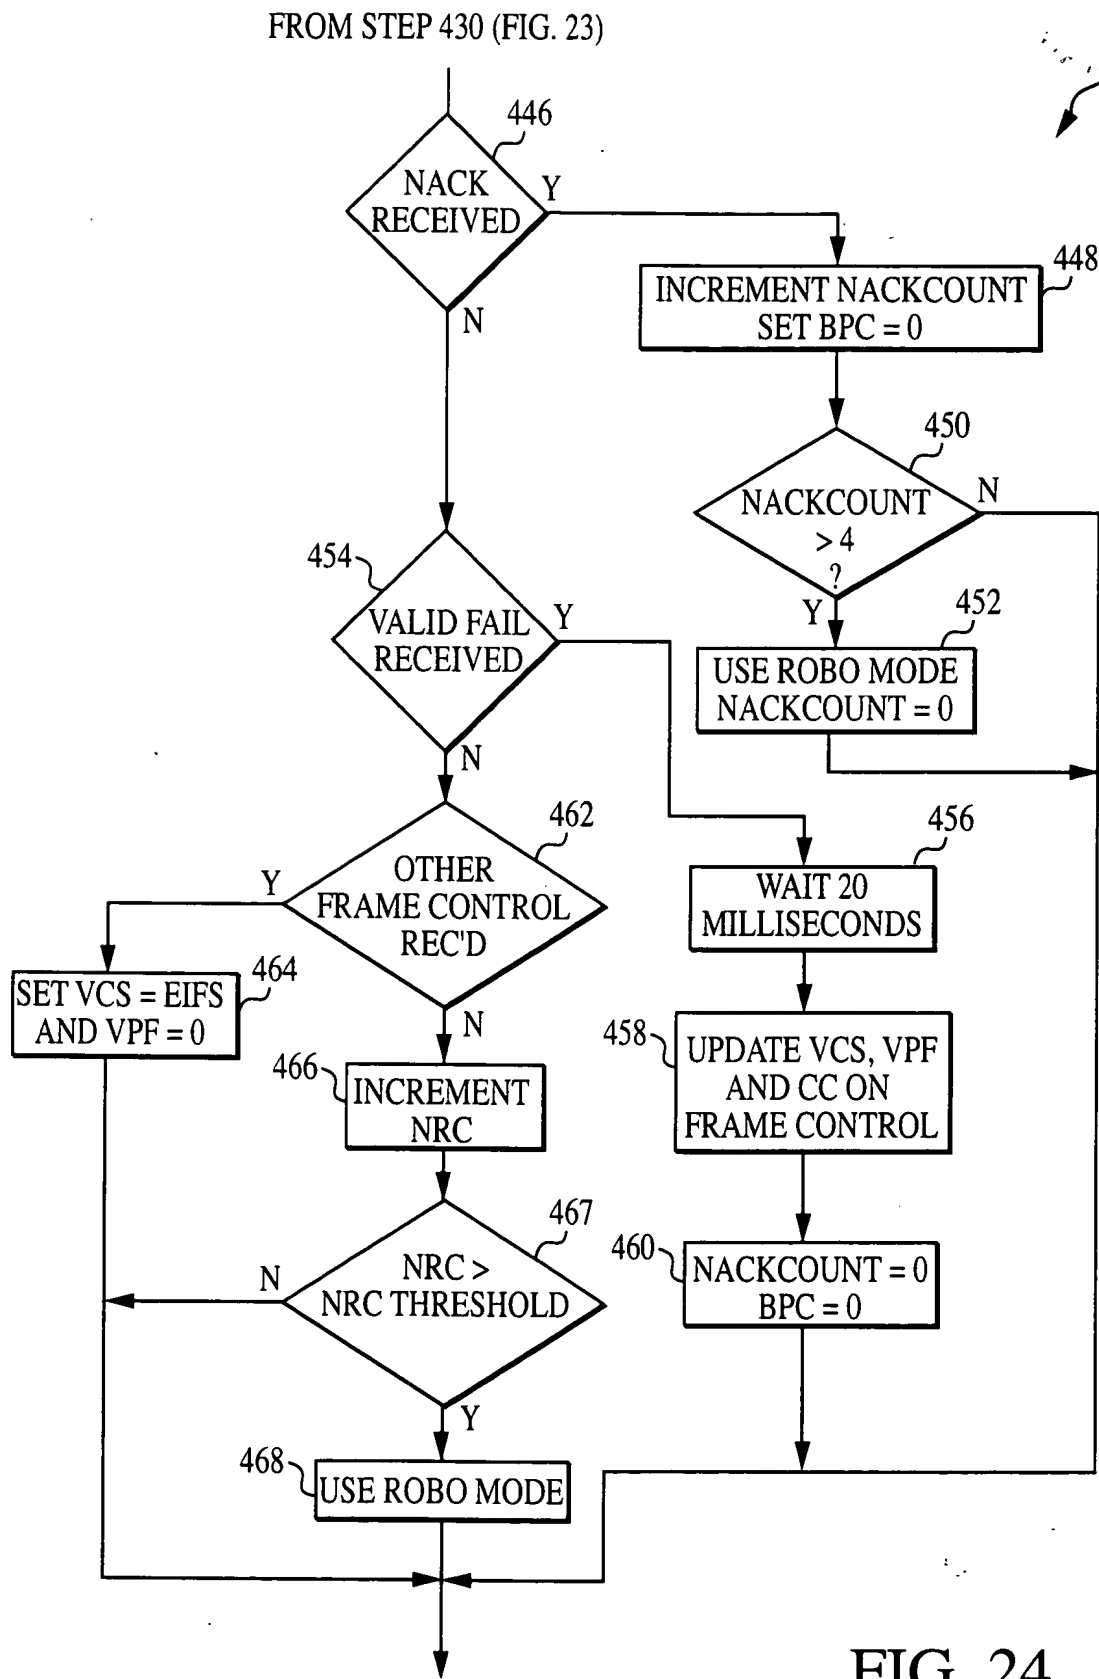 FROM STEP 430 (FIG. 23)
446
NACK
RECEIVED
Y
N
448
INCREMENT NACKCOUNT
SET BPC = 0
450
NACKCOUNT
> 4
?
N
Y
452
USE ROBO MODE
NACKCOUNT = 0
454
VALID FAIL
RECEIVED
Y
N
456
WAIT 20
MILLISECONDS
458
UPDATE VCS, VPF
AND CC ON
FRAME CONTROL
460
NACKCOUNT = 0
BPC = 0
462
OTHER
FRAME CONTROL
REC'D
Y
N
464
SET VCS = EIFS
AND VPF = 0
466
INCREMENT
NRC
467
NRC >
NRC THRESHOLD
N
Y
468
USE ROBO MODE
FIG. 24